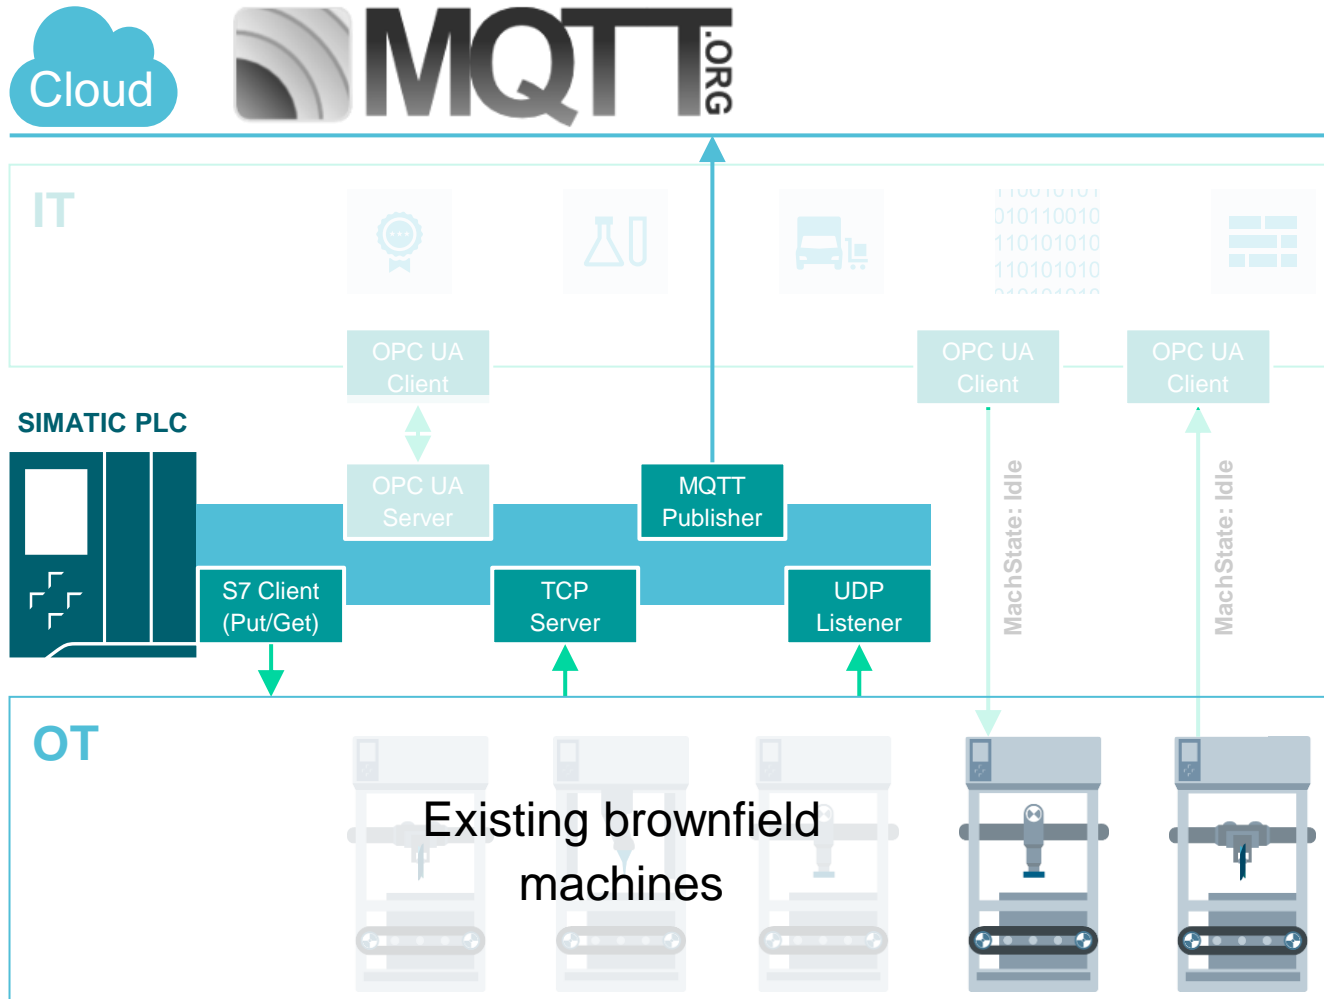 Cloud
MQTT.ORG
IT
110010101
010110010
110101010
110101010
010101010
OPC UA
Client
OPC UA
Client
OPC UA
Client
SIMATIC PLC
OPC UA
Server
MQTT
Publisher
MachState: Idle
MachState: Idle
S7 Client
(Put/Get)
TCP
Server
UDP
Listener
OT
Existing brownfield
machines